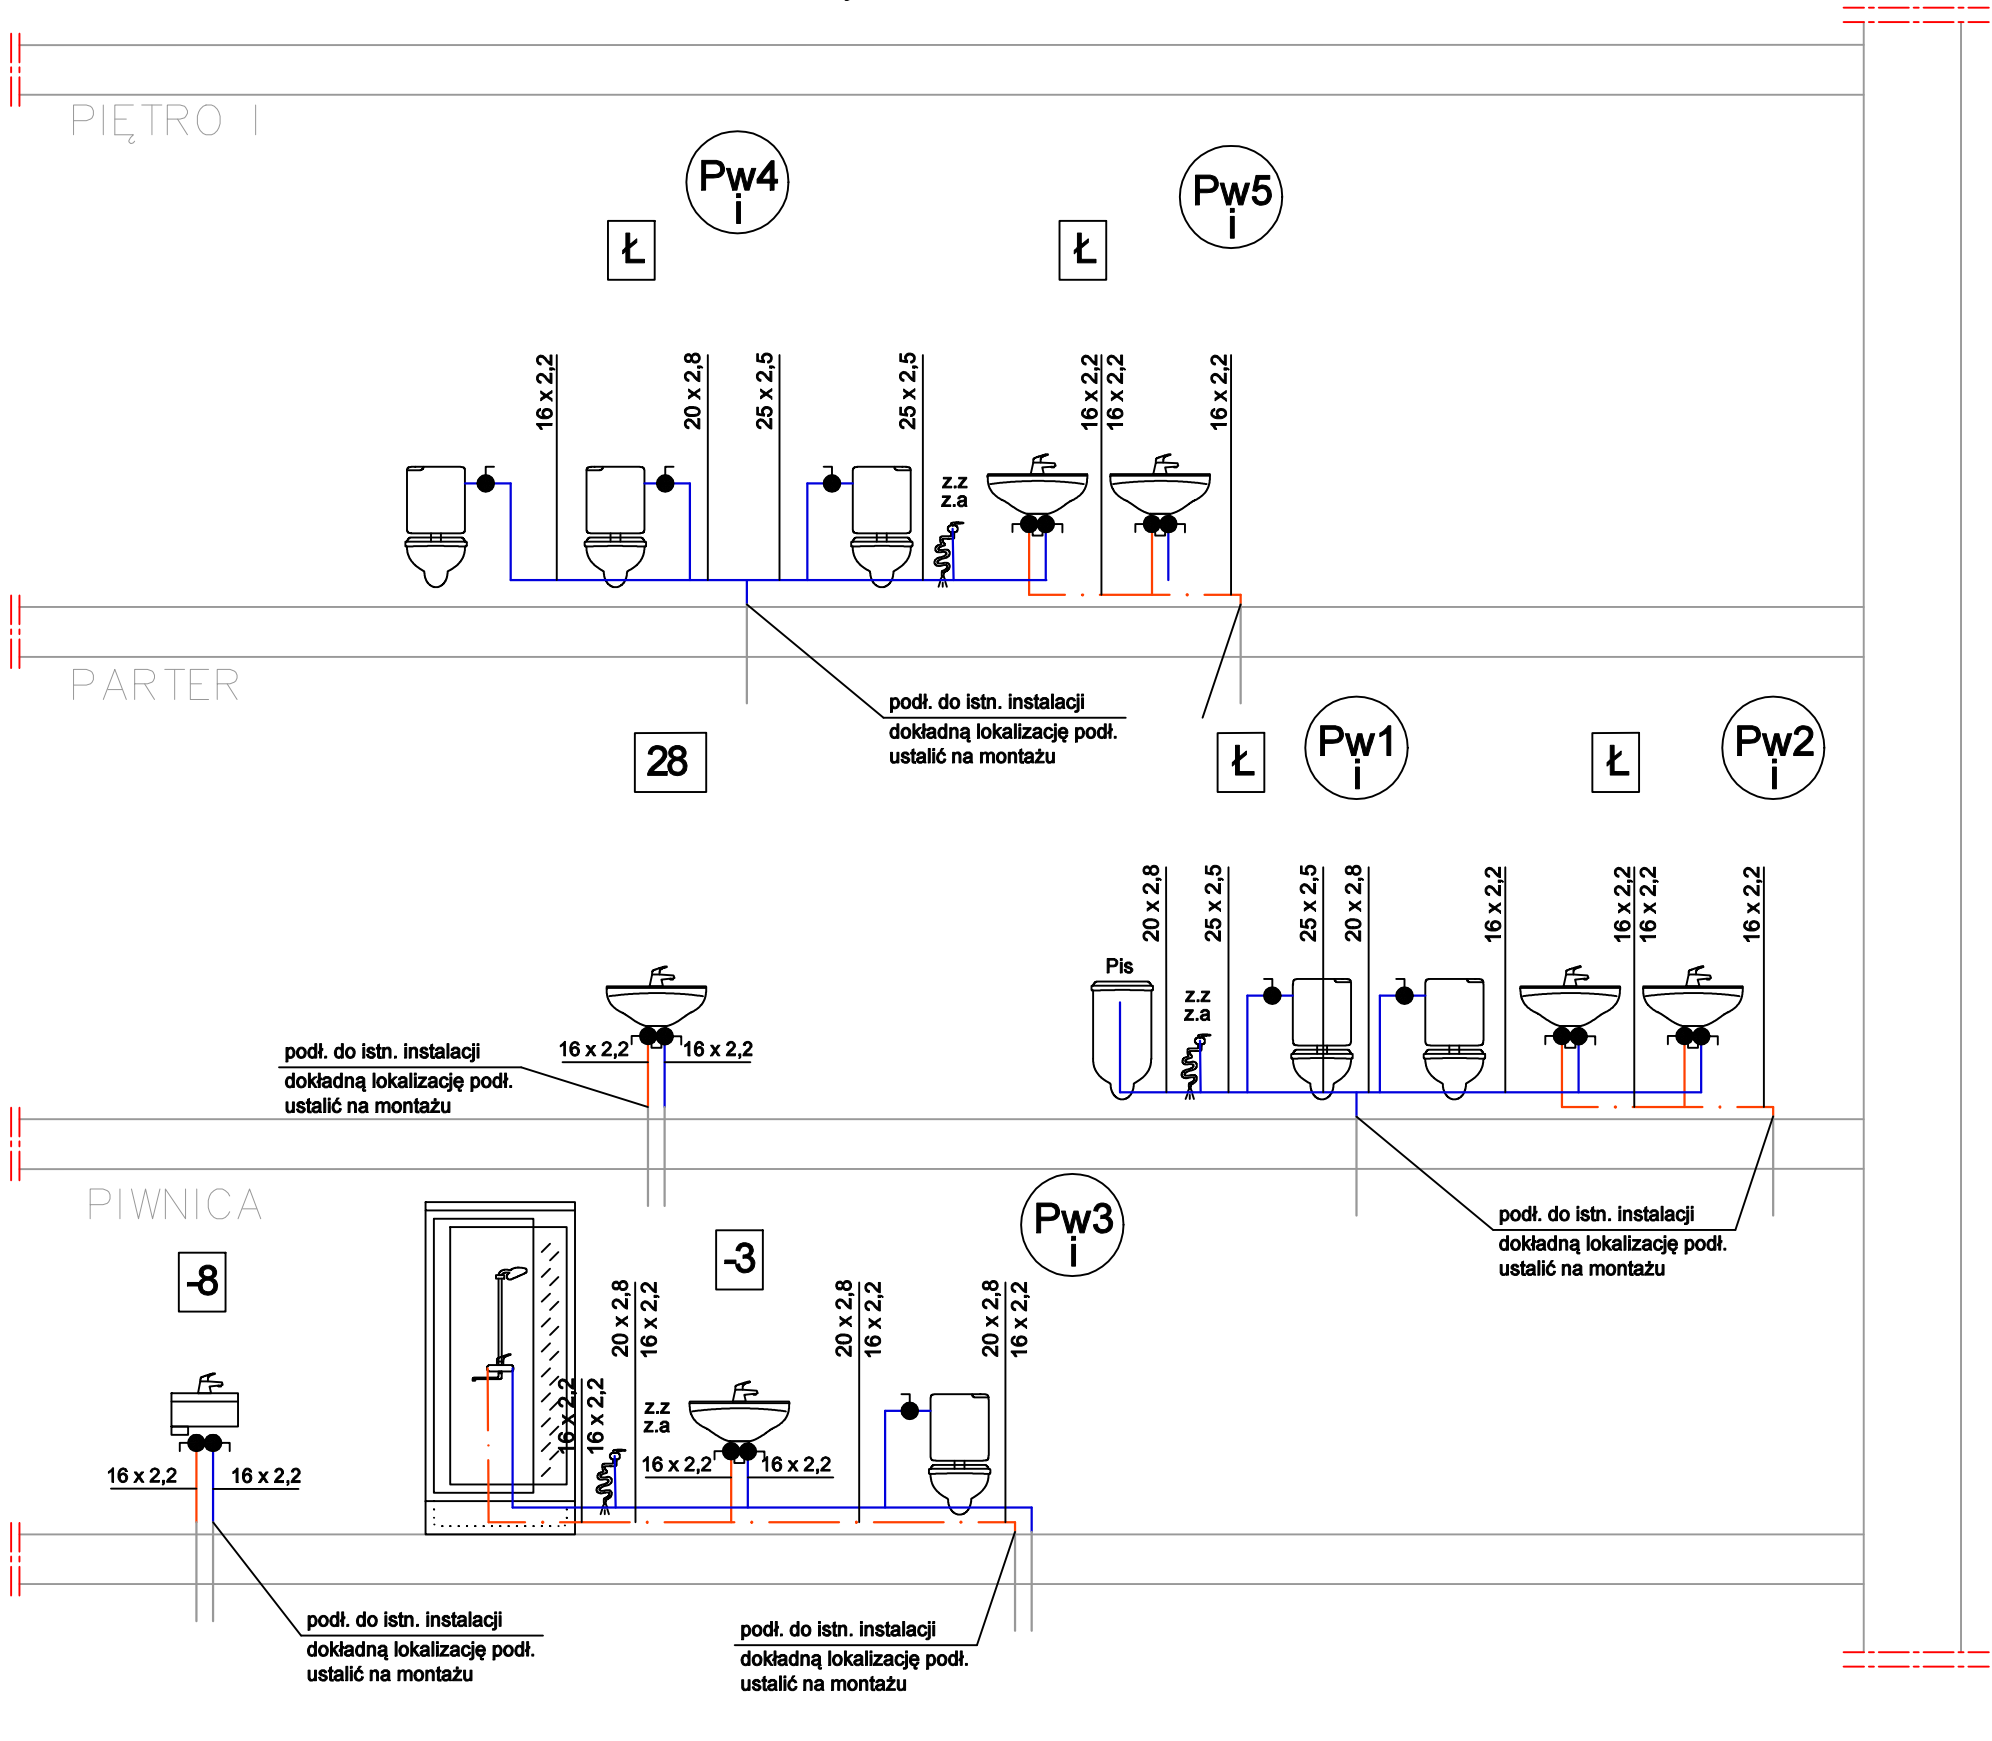 PIĘTRO I
Pw4
i
Pw5
i
Ł
Ł
16 x 2,2
20 x 2,8
25 x 2,5
25 x 2,5
16 x 2,2
16 x 2,2
16 x 2,2
z.z
z.a
PARTER
podł. do istn. instalacji
dokładną lokalizację podł.
ustalić na montażu
28
Ł
Pw1
i
Ł
Pw2
i
20 x 2,8
25 x 2,5
25 x 2,5
20 x 2,8
16 x 2,2
16 x 2,2
16 x 2,2
16 x 2,2
Pis
z.z
z.a
podł. do istn. instalacji
dokładną lokalizację podł.
ustalić na montażu
16 x 2,2
16 x 2,2
PIWNICA
Pw3
i
podł. do istn. instalacji
dokładną lokalizację podł.
ustalić na montażu
-8
-3
20 x 2,8
16 x 2,2
20 x 2,8
16 x 2,2
20 x 2,8
16 x 2,2
16 x 2,2
16 x 2,2
z.z
z.a
16 x 2,2
16 x 2,2
16 x 2,2
16 x 2,2
podł. do istn. instalacji
dokładną lokalizację podł.
ustalić na montażu
podł. do istn. instalacji
dokładną lokalizację podł.
ustalić na montażu